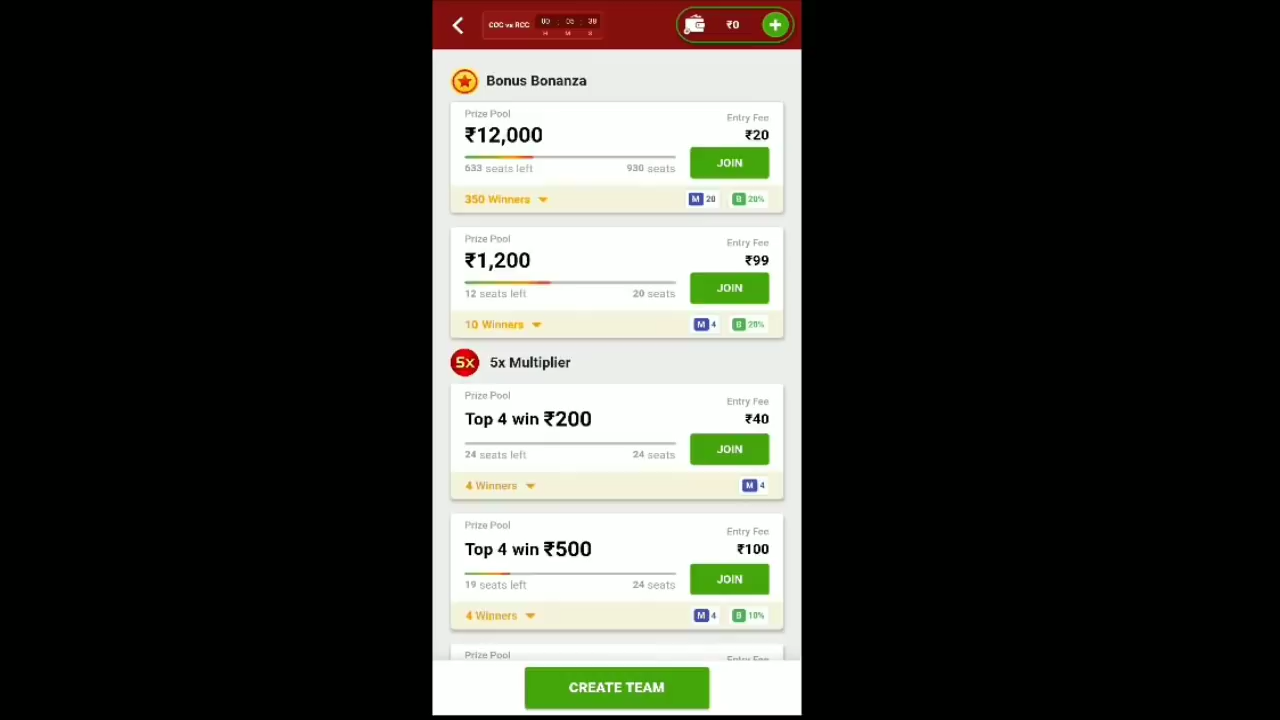 COC vs RCC
H M S
₹0
Bonus Bonanza
Prize Pool
Entry Fee
₹12,000
₹20
JOIN
633 seats left
930 seats
350 Winners
M 20
B 20%
Prize Pool
Entry Fee
₹1,200
₹99
JOIN
12 seats left
20 seats
10 Winners
M 4
B 20%
5x
5x Multiplier
Prize Pool
Entry Fee
Top 4 win ₹200
₹40
JOIN
24 seats left
24 seats
4 Winners
M 4
Prize Pool
Entry Fee
Top 4 win ₹500
₹100
JOIN
19 seats left
24 seats
4 Winners
M 4
B 10%
Prize Pool
Entry Fee
CREATE TEAM